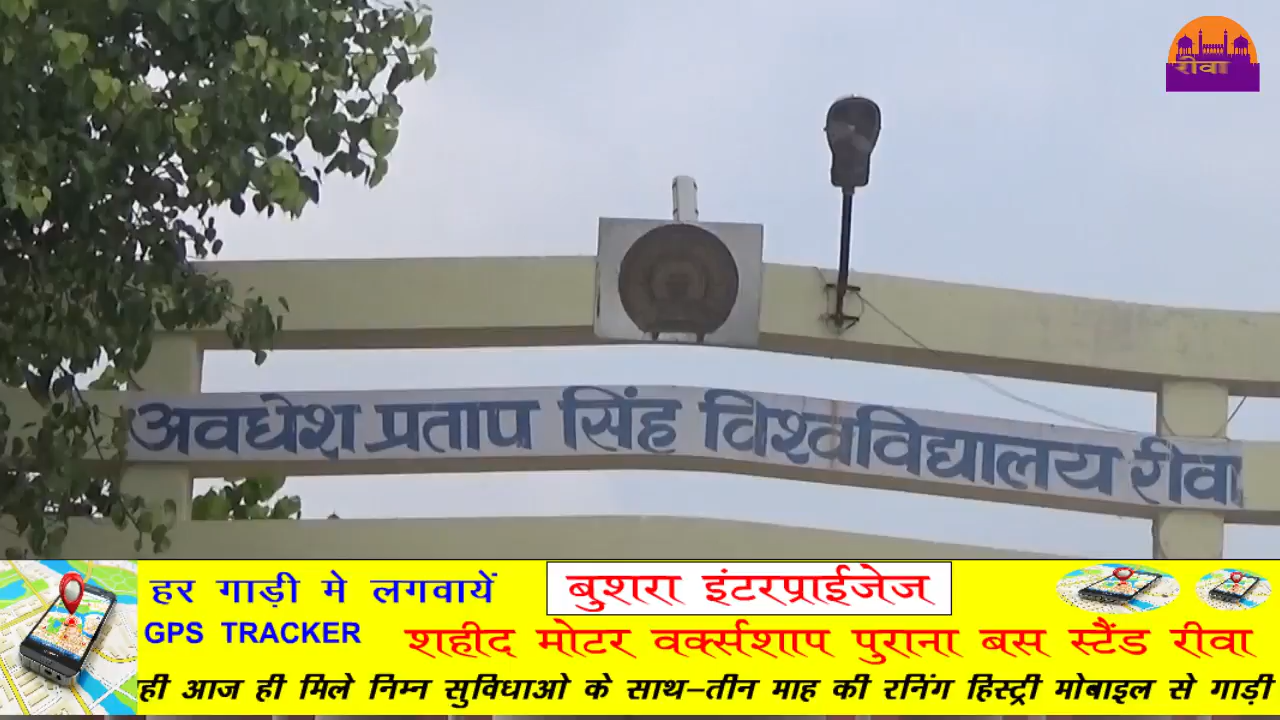 रीवा
अवधेश प्रताप सिंह विश्वविद्यालय रीवा
हर गाड़ी मे लगवायें
GPS TRACKER
बुशरा इंटरप्राईजेज
शहीद मोटर वर्क्सशाप पुराना बस स्टैंड रीवा
ही आज ही मिले निम्न सुविधाओ के साथ-तीन माह की रनिंग हिस्ट्री मोबाइल से गाड़ी